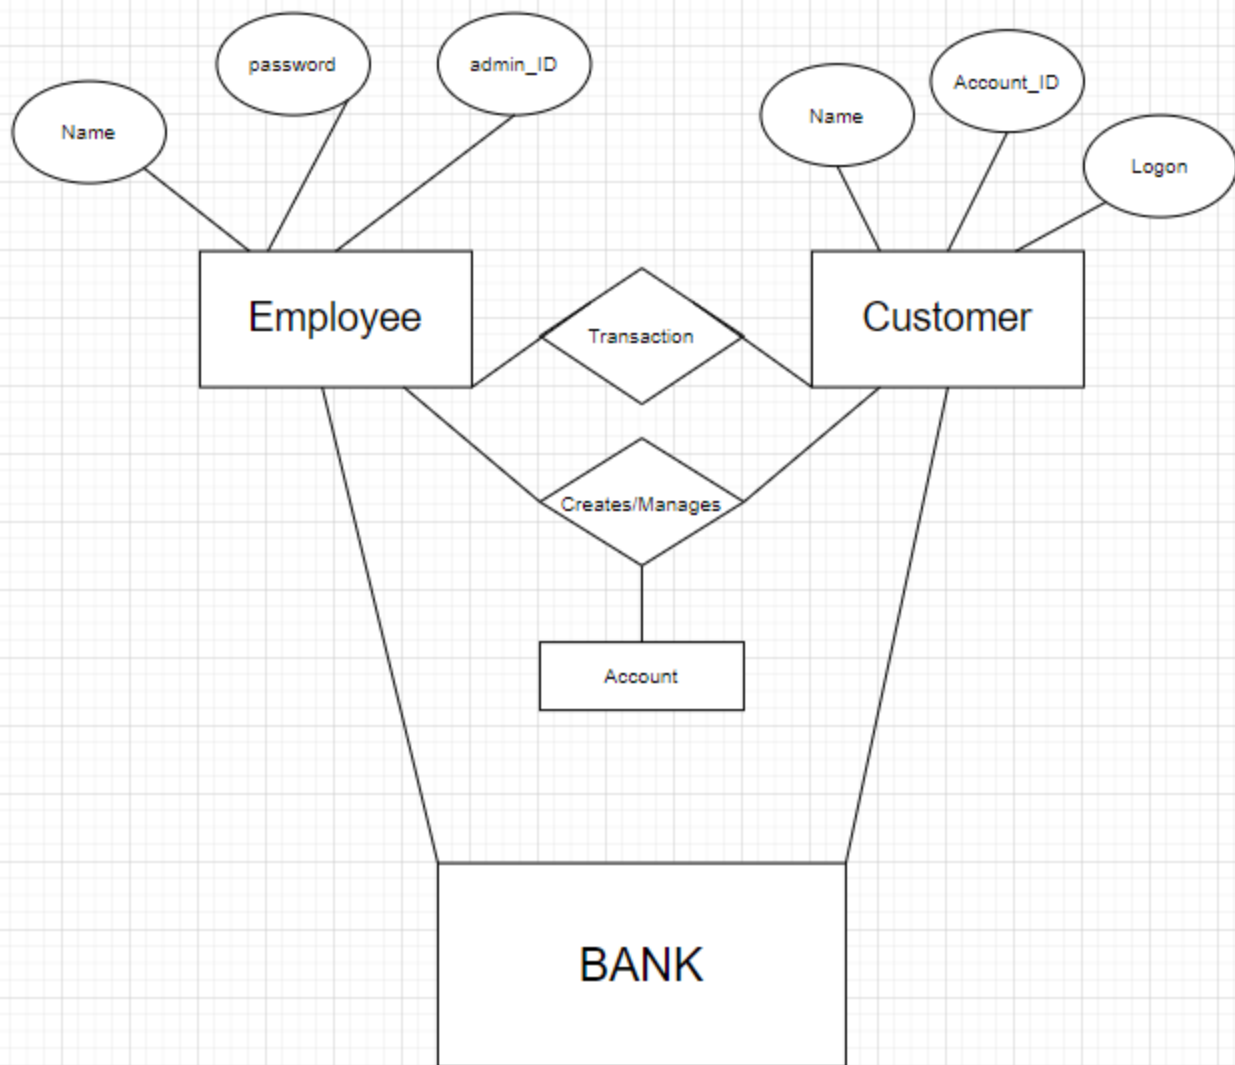 password
admin_ID
Name
Name
Account_ID
Logon
Employee
Transaction
Customer
Creates/Manages
Account
BANK